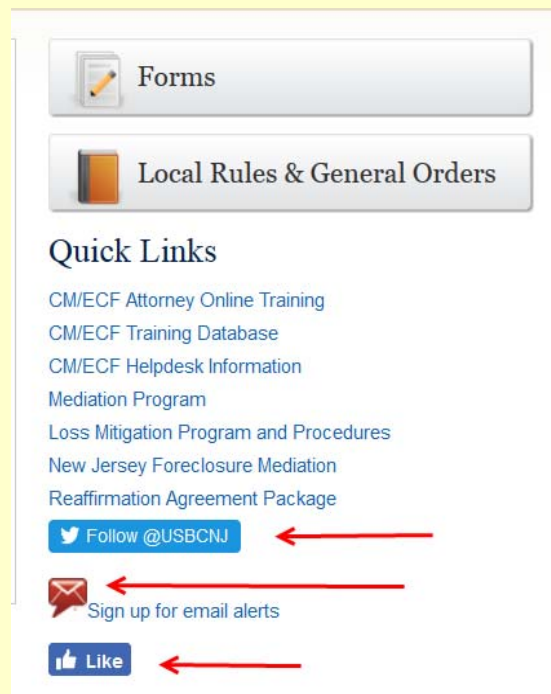 Forms
Local Rules & General Orders
Quick Links
CM/ECF Attorney Online Training
CM/ECF Training Database
CM/ECF Helpdesk Information
Mediation Program
Loss Mitigation Program and Procedures
New Jersey Foreclosure Mediation
Reaffirmation Agreement Package
Follow @USBCNJ
Sign up for email alerts
Like